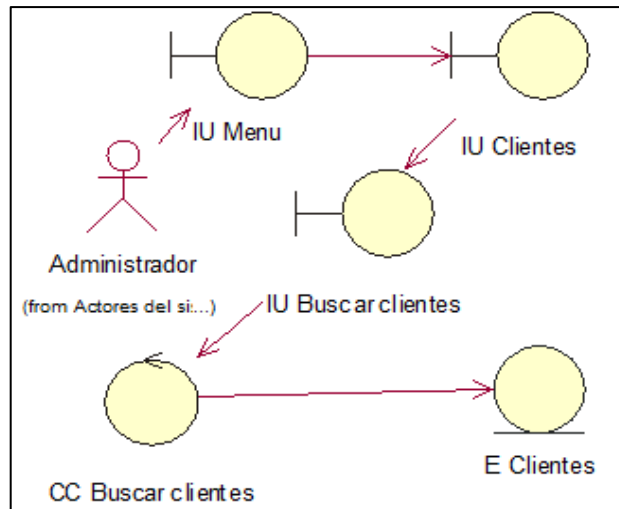 IU Menu
IU Clientes
Administrador
(from Actores del si:...)
IU Buscar clientes
E Clientes
CC Buscar clientes